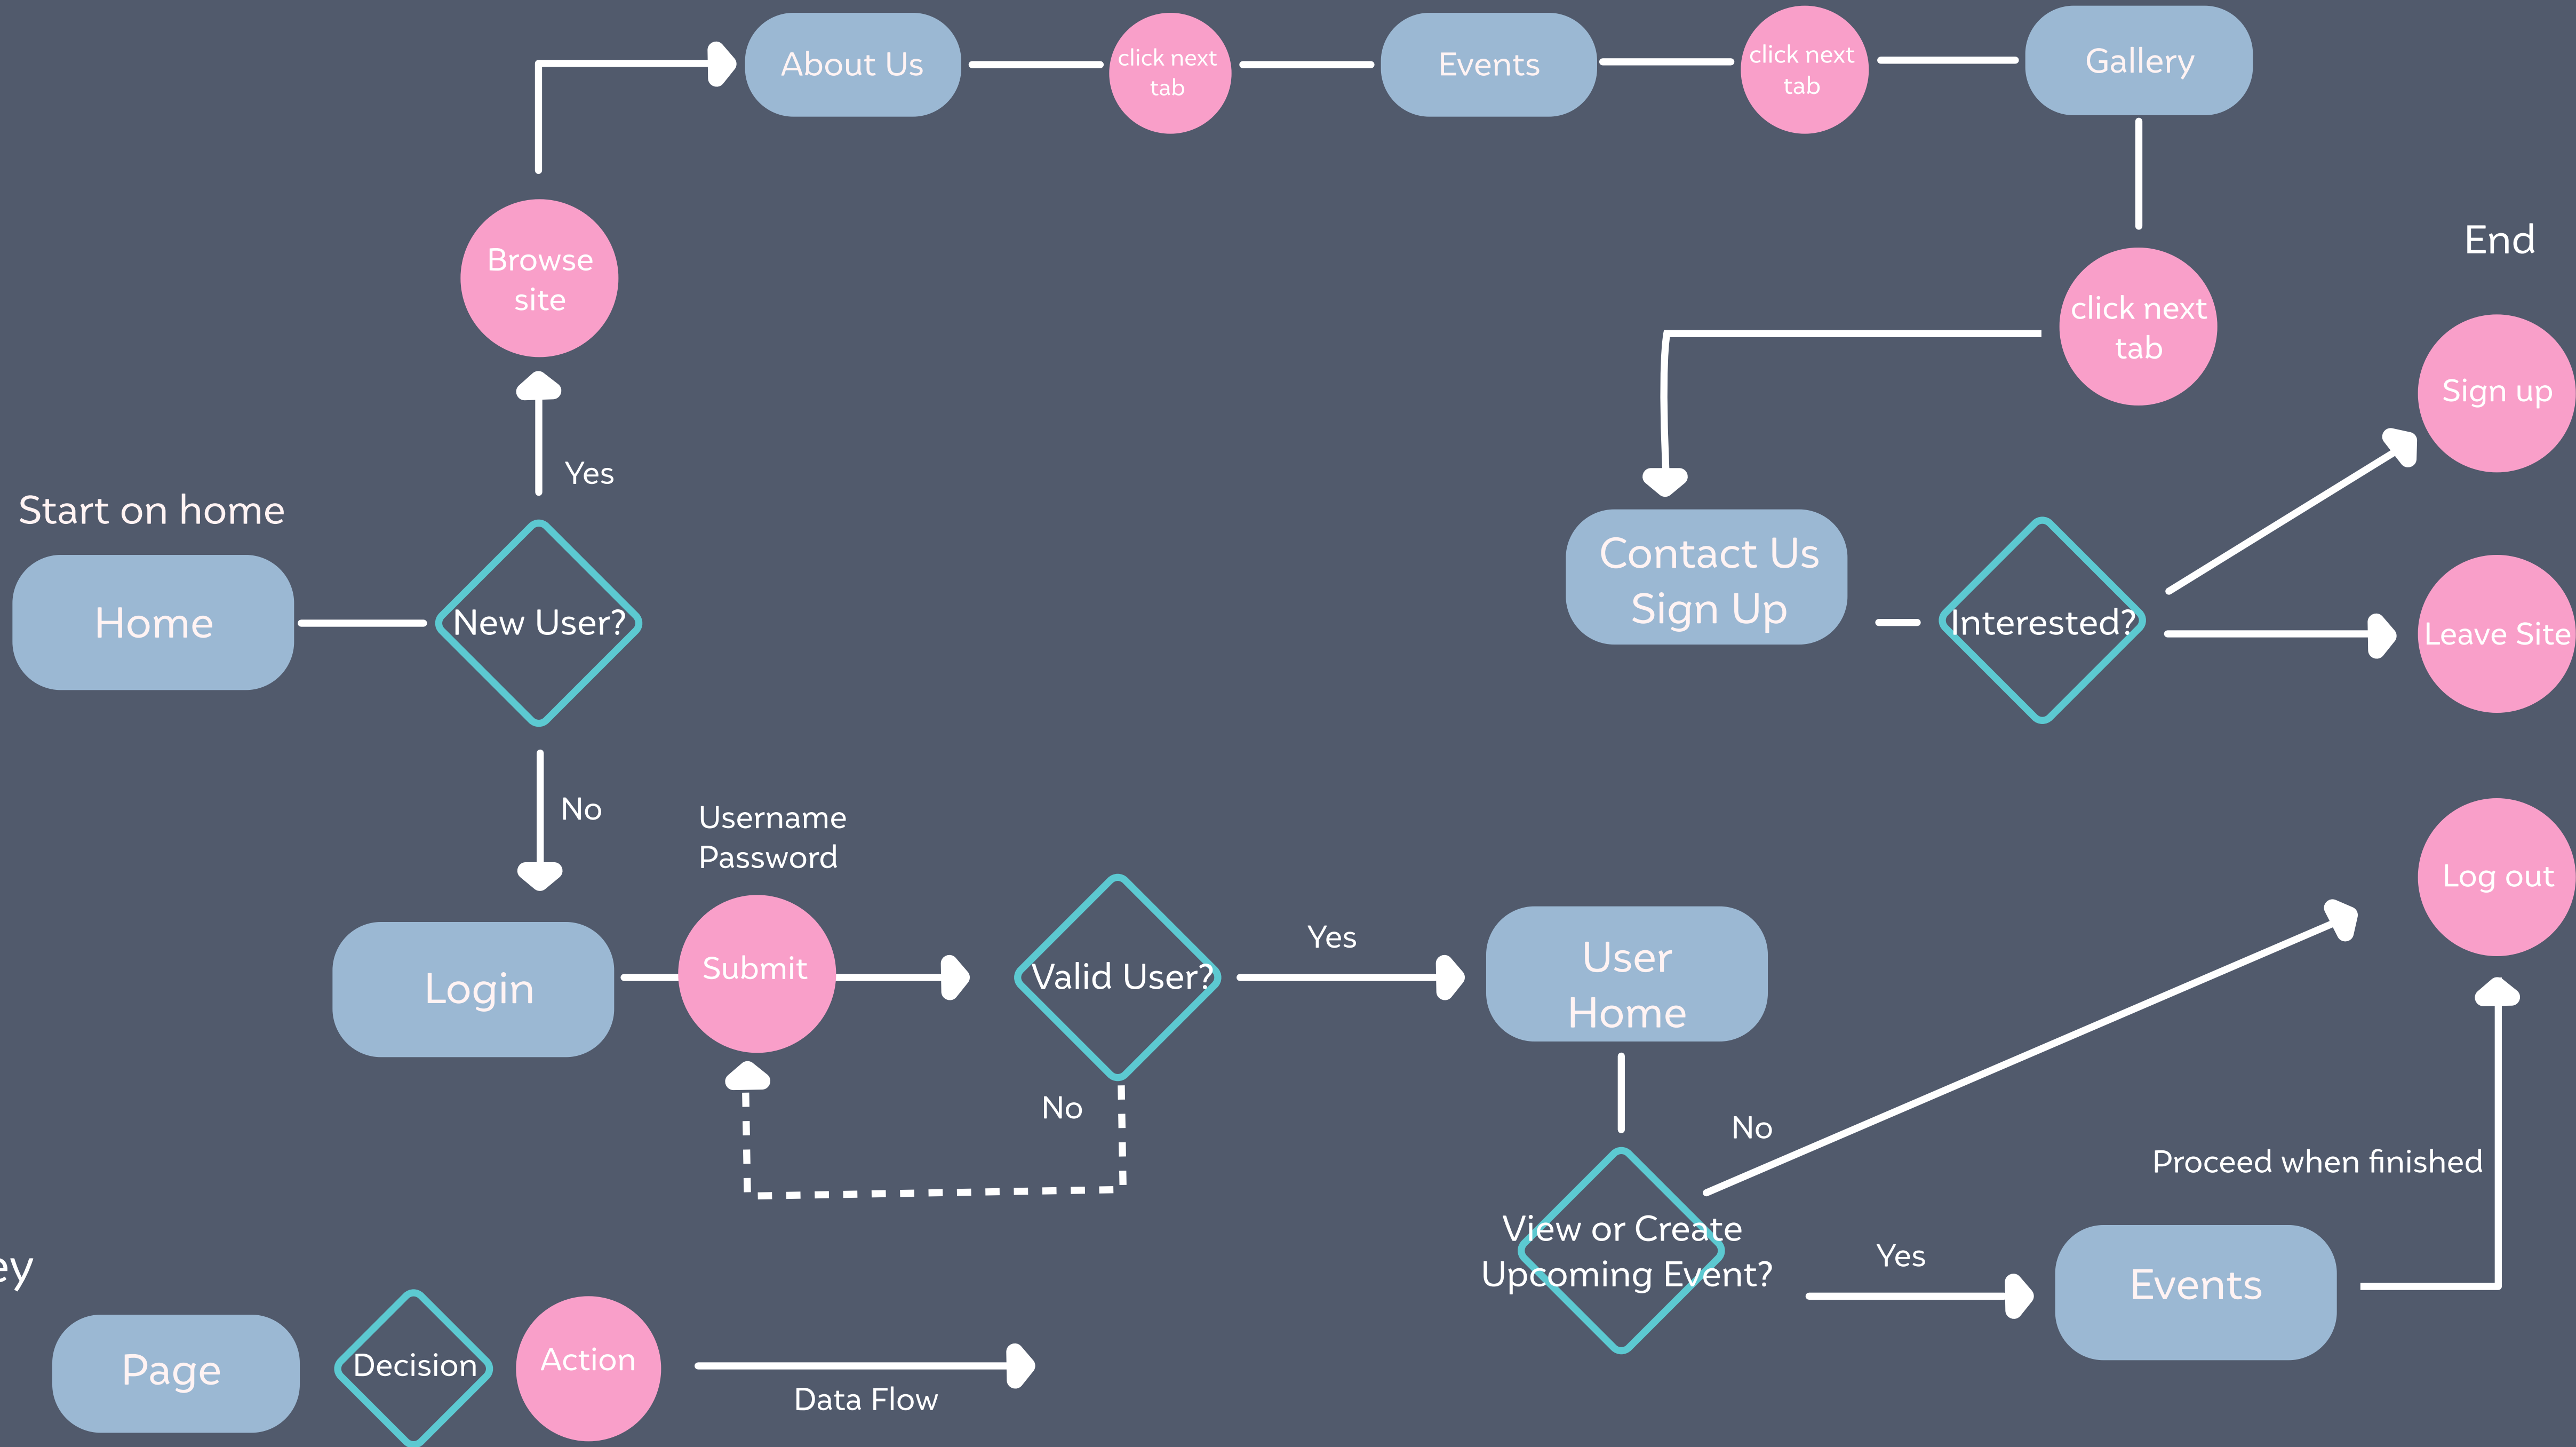 About Us
click next
tab
Events
click next
tab
Gallery
Browse
site
click next
tab
End
Sign up
Yes
Start on home
Home
New User?
Contact Us
Sign Up
Interested?
Leave Site
No
Username
Password
Login
Submit
Valid User?
Yes
User
Home
Log out
No
No
Proceed when finished
View or Create
Upcoming Event?
Yes
Events
ey
Page
Decision
Action
Data Flow